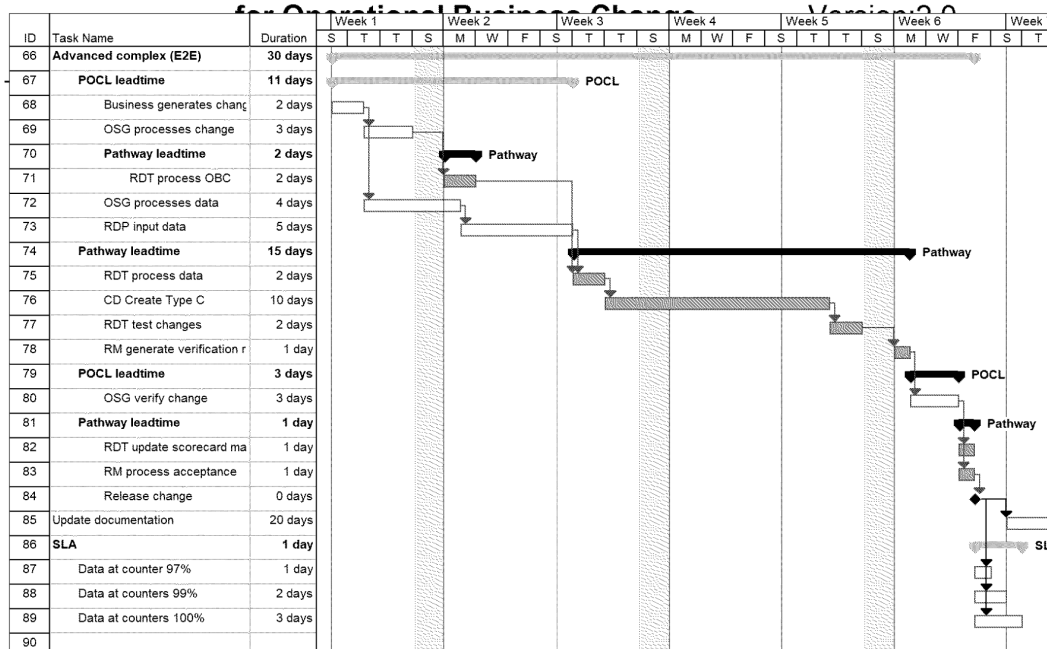 for Operational Business Change Version:2.0
Week 1 Week 2 Week 3 Week 4 Week 5 Week 6 Week
ID Task Name Duration S T T S M W F S T T S M W F S T T S M W F S T
66 Advanced complex (E2E) 30 days
67 POCL leadtime 11 days POCL
68 Business generates chang 2 days
69 OSG processes change 3 days
70 Pathway leadtime 2 days Pathway
71 RDT process OBC 2 days
72 OSG processes data 4 days
73 RDP input data 5 days
74 Pathway leadtime 15 days Pathway
75 RDT process data 2 days
76 CD Create Type C 10 days
77 RDT test changes 2 days
78 RM generate verification r 1 day
79 POCL leadtime 3 days POCL
80 OSG verify change 3 days
81 Pathway leadtime 1 day Pathway
82 RDT update scorecard ma 1 day
83 RM process acceptance 1 day
84 Release change 0 days
85 Update documentation 20 days
86 SLA 1 day SL
87 Data at counter 97% 1 day
88 Data at counters 99% 2 days
89 Data at counters 100% 3 days
90